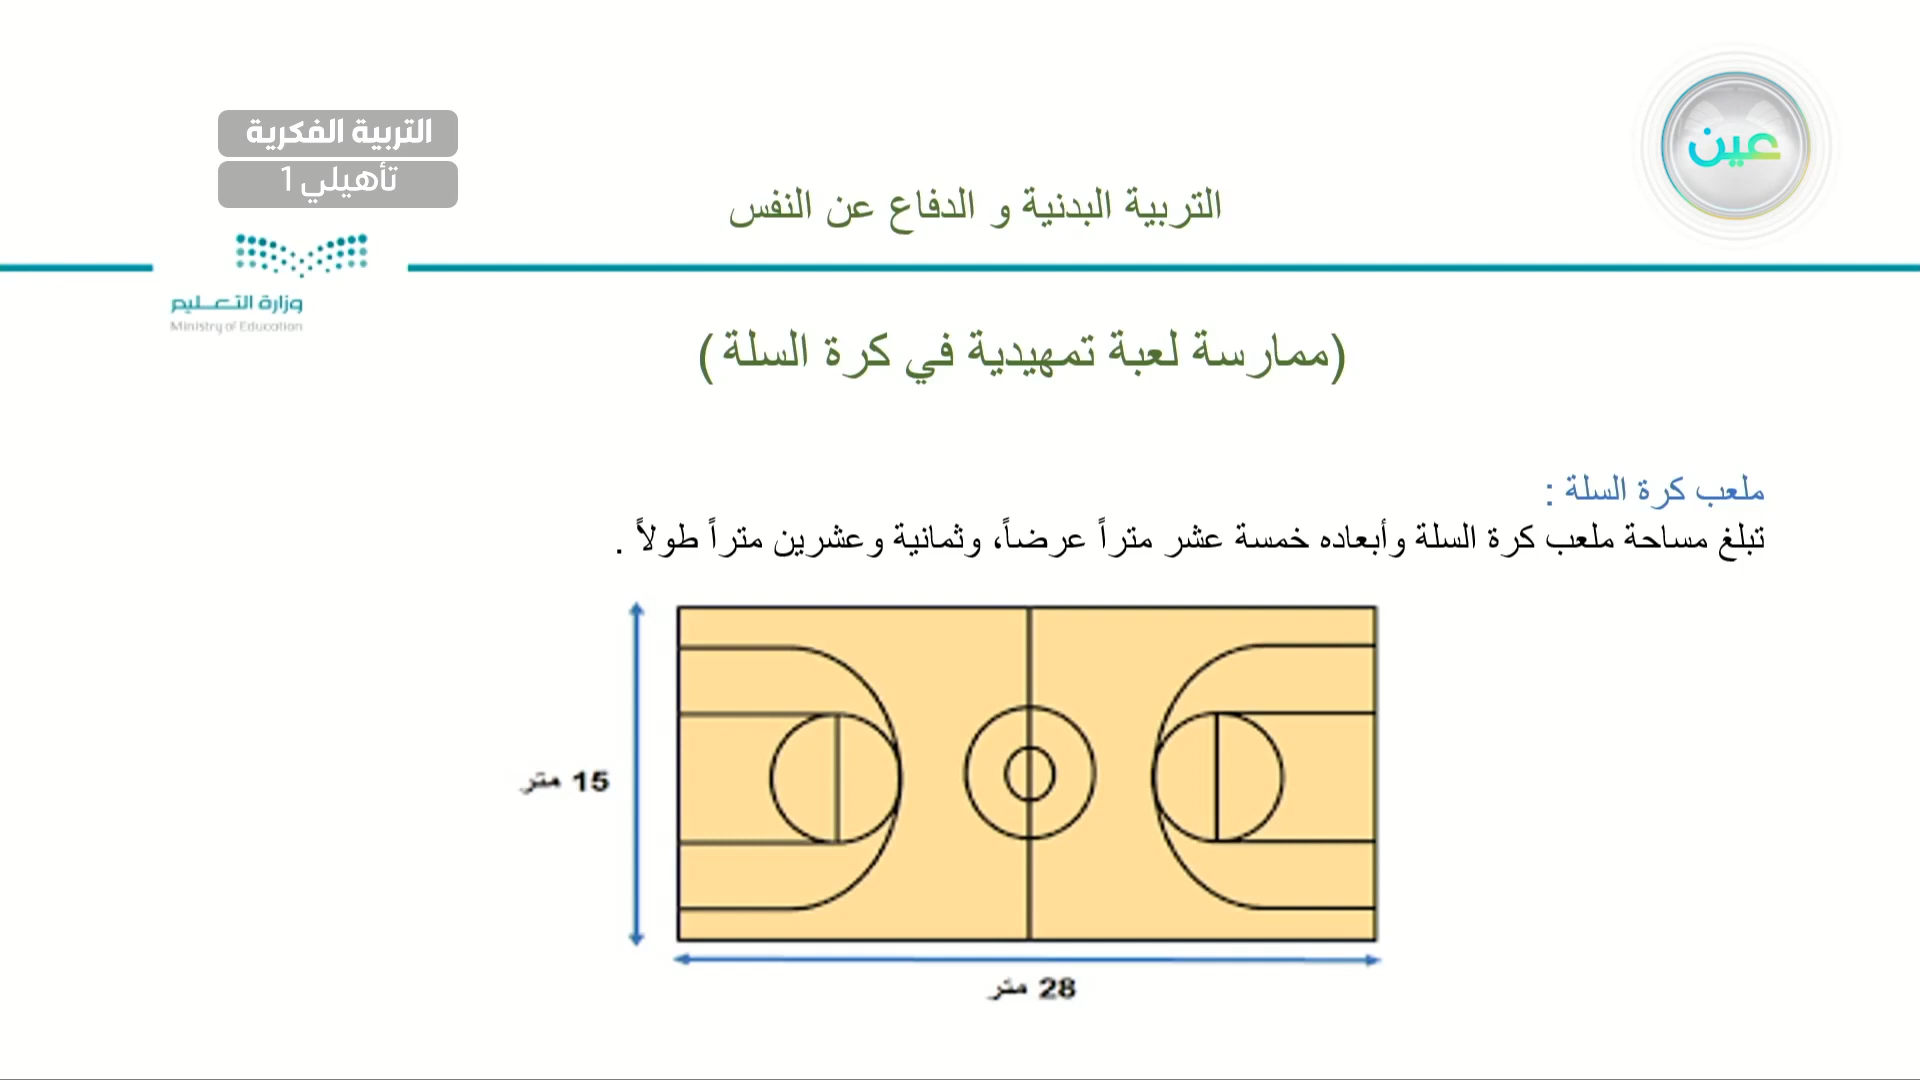 عين
التربية الفكرية
تأهيلي 1
التربية البدنية و الدفاع عن النفس
وزارة التعليم
Ministry of Education
(ممارسة لعبة تمهيدية في كرة السلة )
ملعب كرة السلة :
تبلغ مساحة ملعب كرة السلة وأبعاده خمسة عشر متراً عرضاً، وثمانية وعشرين متراً طولاً .
15 متر
28 متر